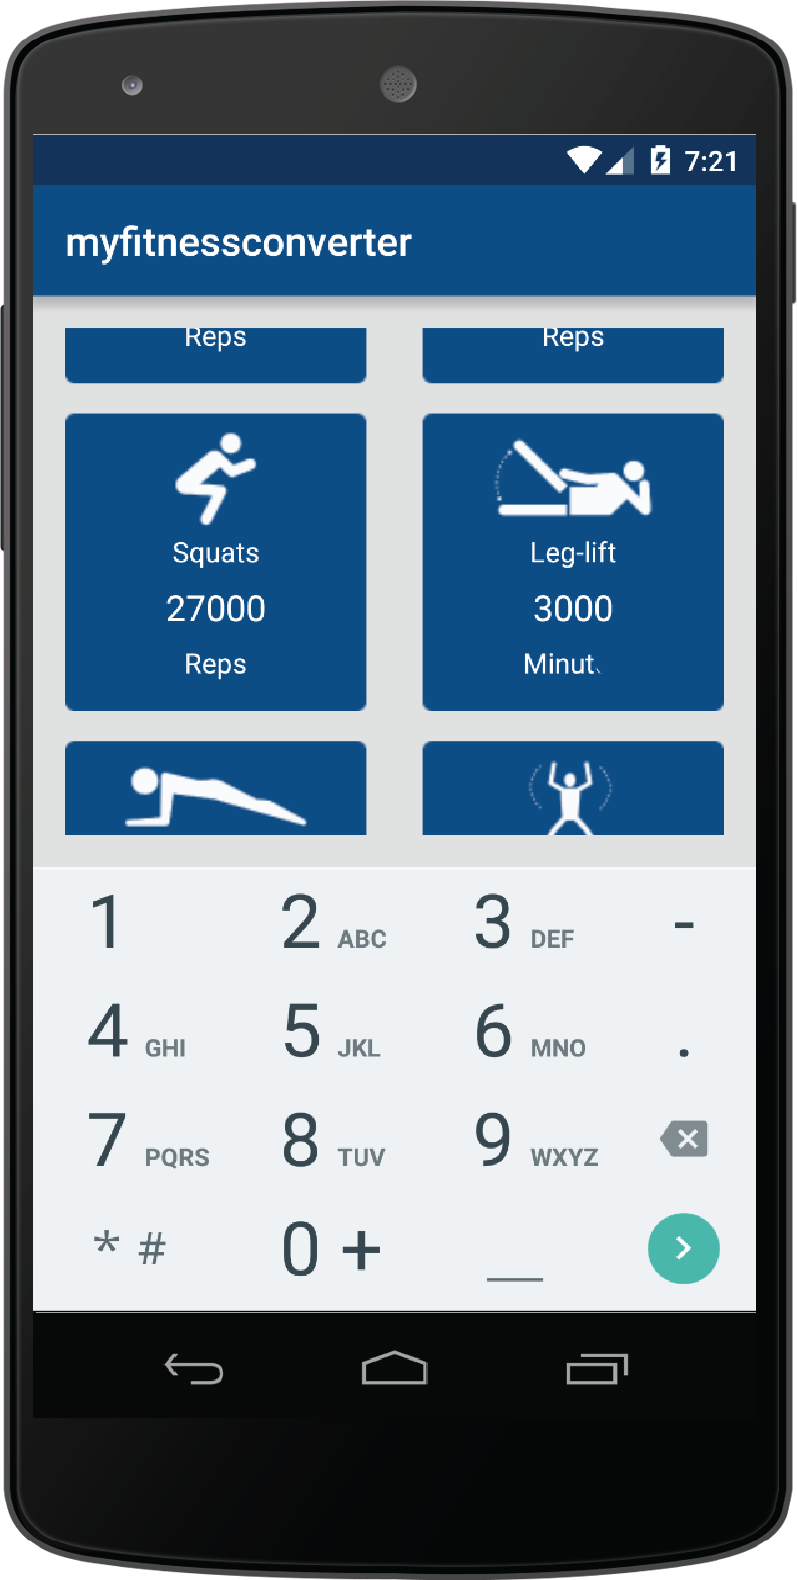 7:21
myfitnessconverter
Reps Reps
Squats Leg-lift
27000 3000
Reps Minut
1 2 ABC 3 DEF -
4 GHI 5 JKL 6 MNO .
7 PQRS 8 TUV 9 WXYZ
* # 0 + _